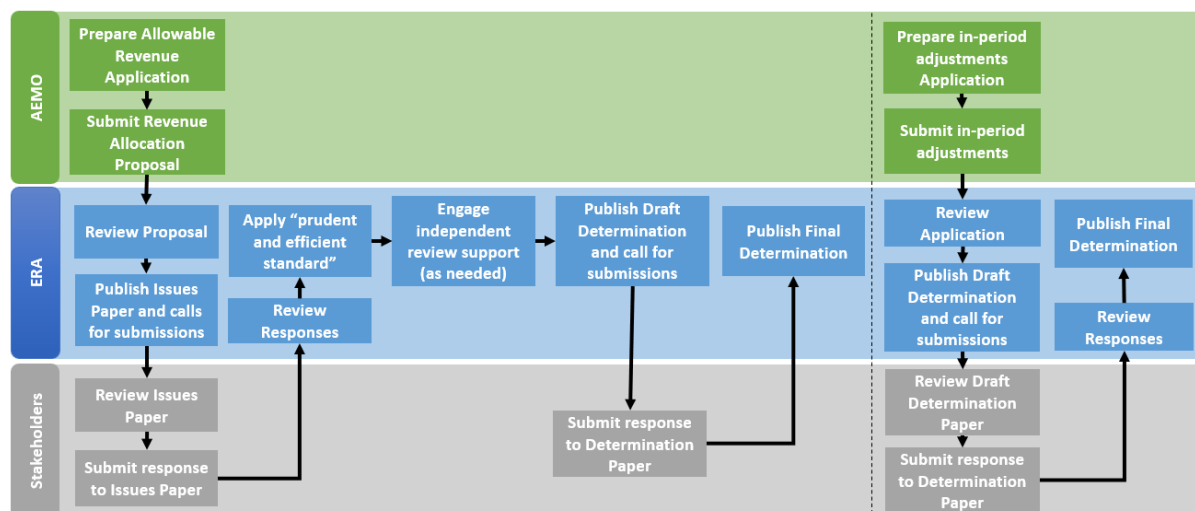 AEMO
Prepare Allowable
Revenue
Application
Submit Revenue
Allocation
Proposal
Prepare in-period
adjustments
Application
Submit in-period
adjustments
ERA
Review Proposal
Publish Issues
Paper and calls
for submissions
Apply “prudent
and efficient
standard”
Review
Responses
Engage
independent
review support
(as needed)
Publish Draft
Determination
and call for
submissions
Publish Final
Determination
Review
Application
Publish Draft
Determination
and call for
submissions
Publish Final
Determination
Review
Responses
Stakeholders
Review Issues
Paper
Submit response
to Issues Paper
Submit response
to Determination
Paper
Review Draft
Determination
Paper
Submit response
to Determination
Paper